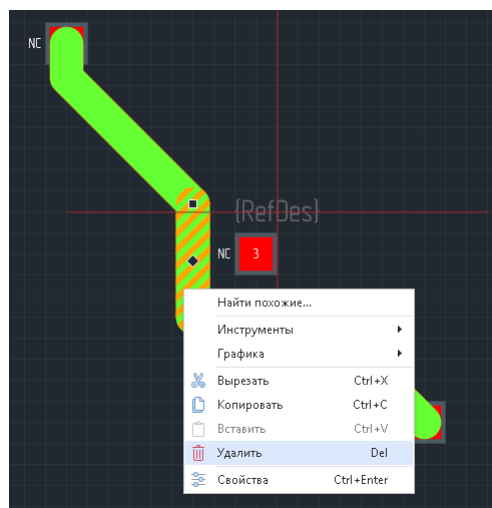 NC
{RefDes}
NC 3
Найти похожие...
Инструменты
Графика
Вырезать Ctrl+X
Копировать Ctrl+C
Вставить Ctrl+V
Удалить Del
Свойства Ctrl+Enter